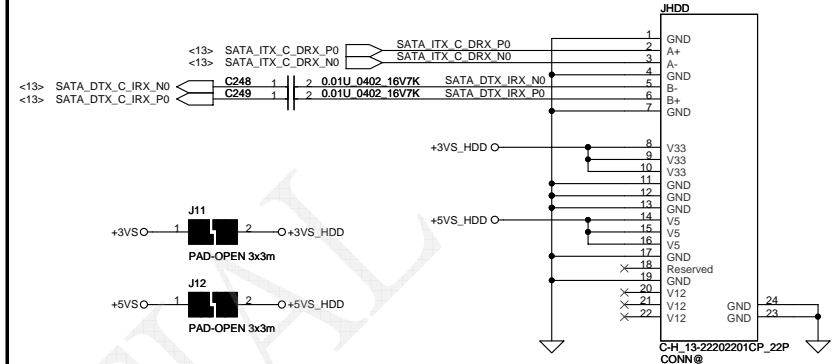 JHDD
1 GND
<13> SATA_ITX_C_DRX_P0 SATA_ITX_C_DRX_P0 2 A+
<13> SATA_ITX_C_DRX_N0 SATA_ITX_C_DRX_N0 3 A-
4 GND
<13> SATA_DTX_C_IRX_N0 C248 1 2 0.01U_0402_16V7K SATA_DTX_IRX_N0 5 B-
<13> SATA_DTX_C_IRX_P0 C249 1 2 0.01U_0402_16V7K SATA_DTX_IRX_P0 6 B+
7 GND
+3VS_HDD 8 V33
9 V33
10 V33
11 GND
12 GND
13 GND
+5VS_HDD 14 V5
15 V5
16 V5
17 GND
18 Reserved
19 GND
20 V12
21 V12 GND 24
22 V12 GND 23
C-H_13-22202201CP_22P
CONN@
J11
+3VS 1 2 +3VS_HDD
PAD-OPEN 3x3m
J12
+5VS 1 2 +5VS_HDD
PAD-OPEN 3x3m